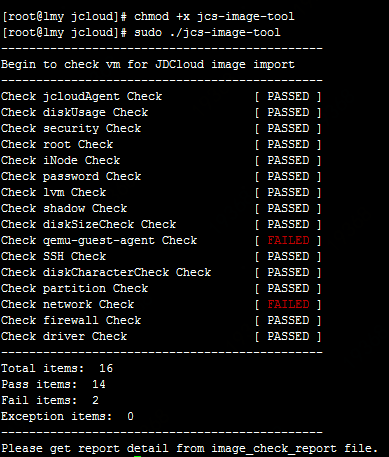 [root@lmy jcloud]# chmod +x jcs-image-tool
[root@lmy jcloud]# sudo ./jcs-image-tool
------------------------------------------------
Begin to check vm for JDCloud image import
------------------------------------------------
Check jcloudAgent Check [ PASSED ]
Check diskUsage Check [ PASSED ]
Check security Check [ PASSED ]
Check root Check [ PASSED ]
Check iNode Check [ PASSED ]
Check password Check [ PASSED ]
Check lvm Check [ PASSED ]
Check shadow Check [ PASSED ]
Check diskSizeCheck Check [ PASSED ]
Check qemu-guest-agent Check [ FAILED ]
Check SSH Check [ PASSED ]
Check diskCharacterCheck Check [ PASSED ]
Check partition Check [ PASSED ]
Check network Check [ FAILED ]
Check firewall Check [ PASSED ]
Check driver Check [ PASSED ]
------------------------------------------------
Total items: 16
Pass items: 14
Fail items: 2
Exception items: 0
------------------------------------------------
Please get report detail from image_check_report file.